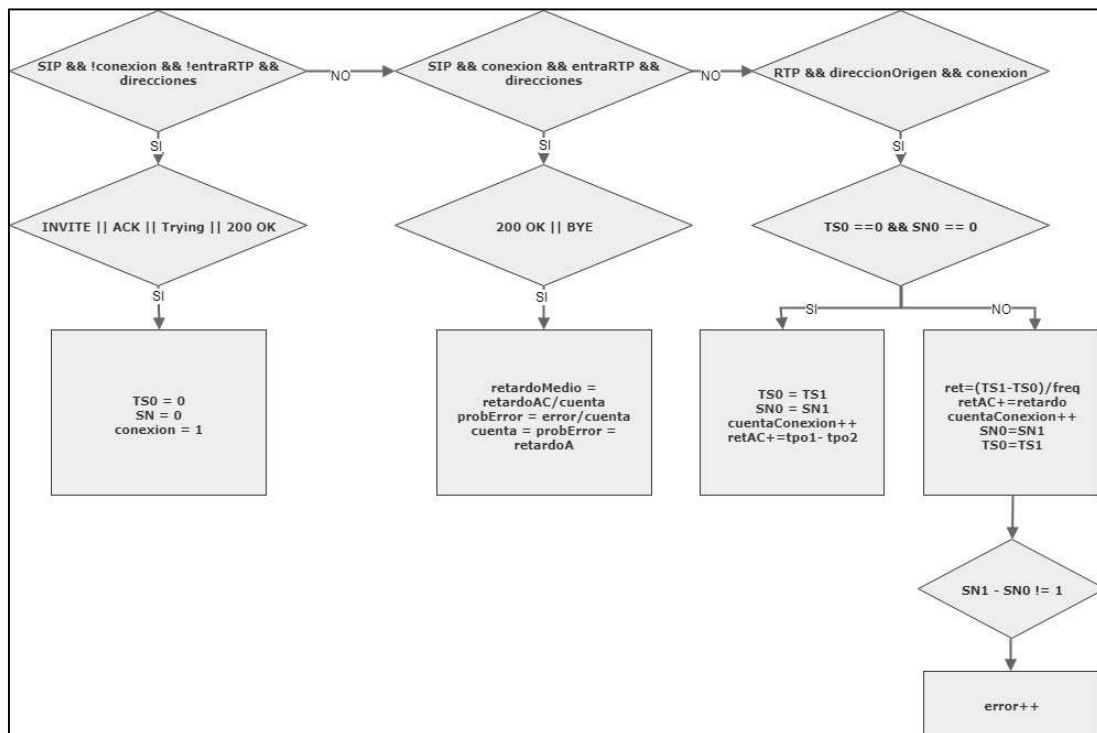 SIP && !conexion && !entraRTP &&
direcciones
NO
SIP && conexion && entraRTP &&
direcciones
NO
RTP && direccionOrigen && conexion
SI
SI
SI
INVITE || ACK || Trying || 200 OK
200 OK || BYE
TS0 ==0 && SN0 == 0
SI
SI
SI
NO
TS0 = 0
SN = 0
conexion = 1
retardoMedio =
retardoAC/cuenta
probError = error/cuenta
cuenta = probError =
retardoA
TS0 = TS1
SN0 = SN1
cuentaConexion++
retAC+=tpo1- tpo2
ret=(TS1-TS0)/freq
retAC+=retardo
cuentaConexion++
SN0=SN1
TS0=TS1
SN1 - SN0 != 1
error++